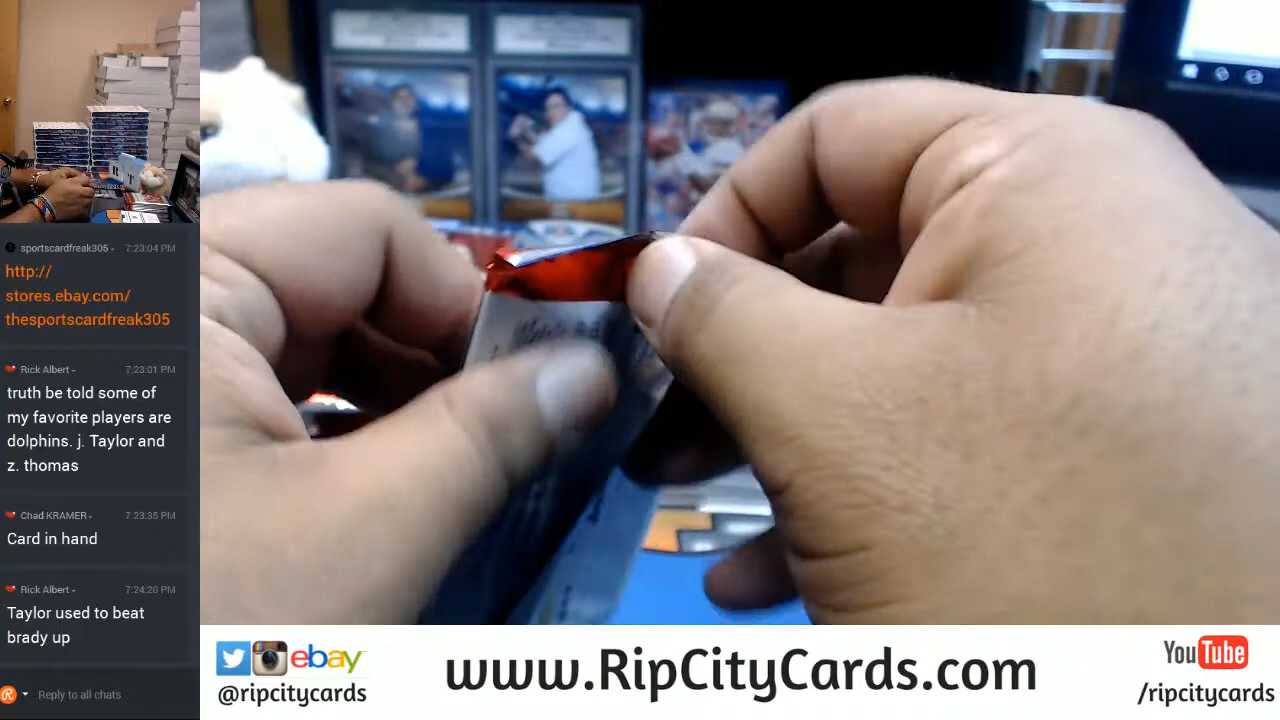 sportscardfreak305 - 7:23:04 PM
http://
stores.ebay.com/
thesportscardfreak305
Rick Albert - 7:23:01 PM
truth be told some of
my favorite players are
dolphins. j. Taylor and
z. thomas
Chad KRAMER - 7:23:35 PM
Card in hand
Rick Albert - 7:24:20 PM
Taylor used to beat
brady up
Reply to all chats
ebay
@ripcitycards
www.RipCityCards.com
YouTube
/ripcitycards